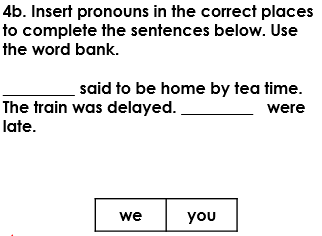 4b. Insert pronouns in the correct places
to complete the sentences below. Use
the word bank.
_________ said to be home by tea time.
The train was delayed. _________ were
late.
we you